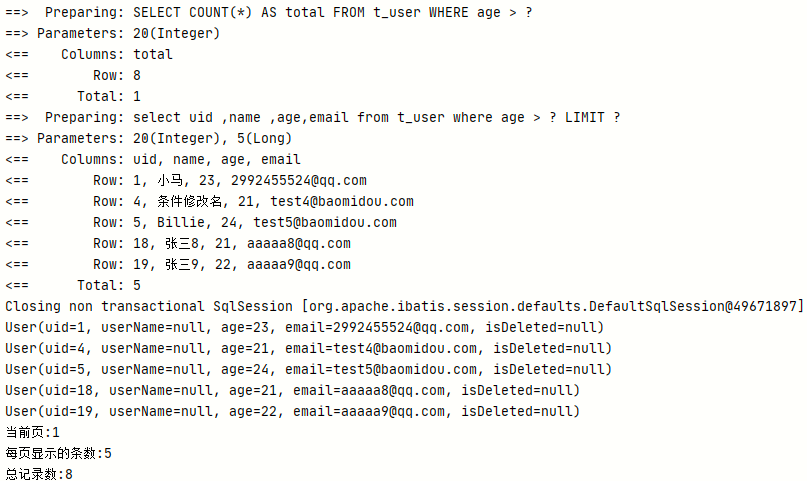 ==>  Preparing: SELECT COUNT(*) AS total FROM t_user WHERE age > ?
==> Parameters: 20(Integer)
<==    Columns: total
<==        Row: 8
<==      Total: 1
==>  Preparing: select uid ,name ,age,email from t_user where age > ? LIMIT ?
==> Parameters: 20(Integer), 5(Long)
<==    Columns: uid, name, age, email
<==        Row: 1, 小马, 23, 2992455524@qq.com
<==        Row: 4, 条件修改名, 21, test4@baomidou.com
<==        Row: 5, Billie, 24, test5@baomidou.com
<==        Row: 18, 张三8, 21, aaaaa8@qq.com
<==        Row: 19, 张三9, 22, aaaaa9@qq.com
<==      Total: 5
Closing non transactional SqlSession [org.apache.ibatis.session.defaults.DefaultSqlSession@49671897]
User(uid=1, userName=null, age=23, email=2992455524@qq.com, isDeleted=null)
User(uid=4, userName=null, age=21, email=test4@baomidou.com, isDeleted=null)
User(uid=5, userName=null, age=24, email=test5@baomidou.com, isDeleted=null)
User(uid=18, userName=null, age=21, email=aaaaa8@qq.com, isDeleted=null)
User(uid=19, userName=null, age=22, email=aaaaa9@qq.com, isDeleted=null)
当前页:1
每页显示的条数:5
总记录数:8